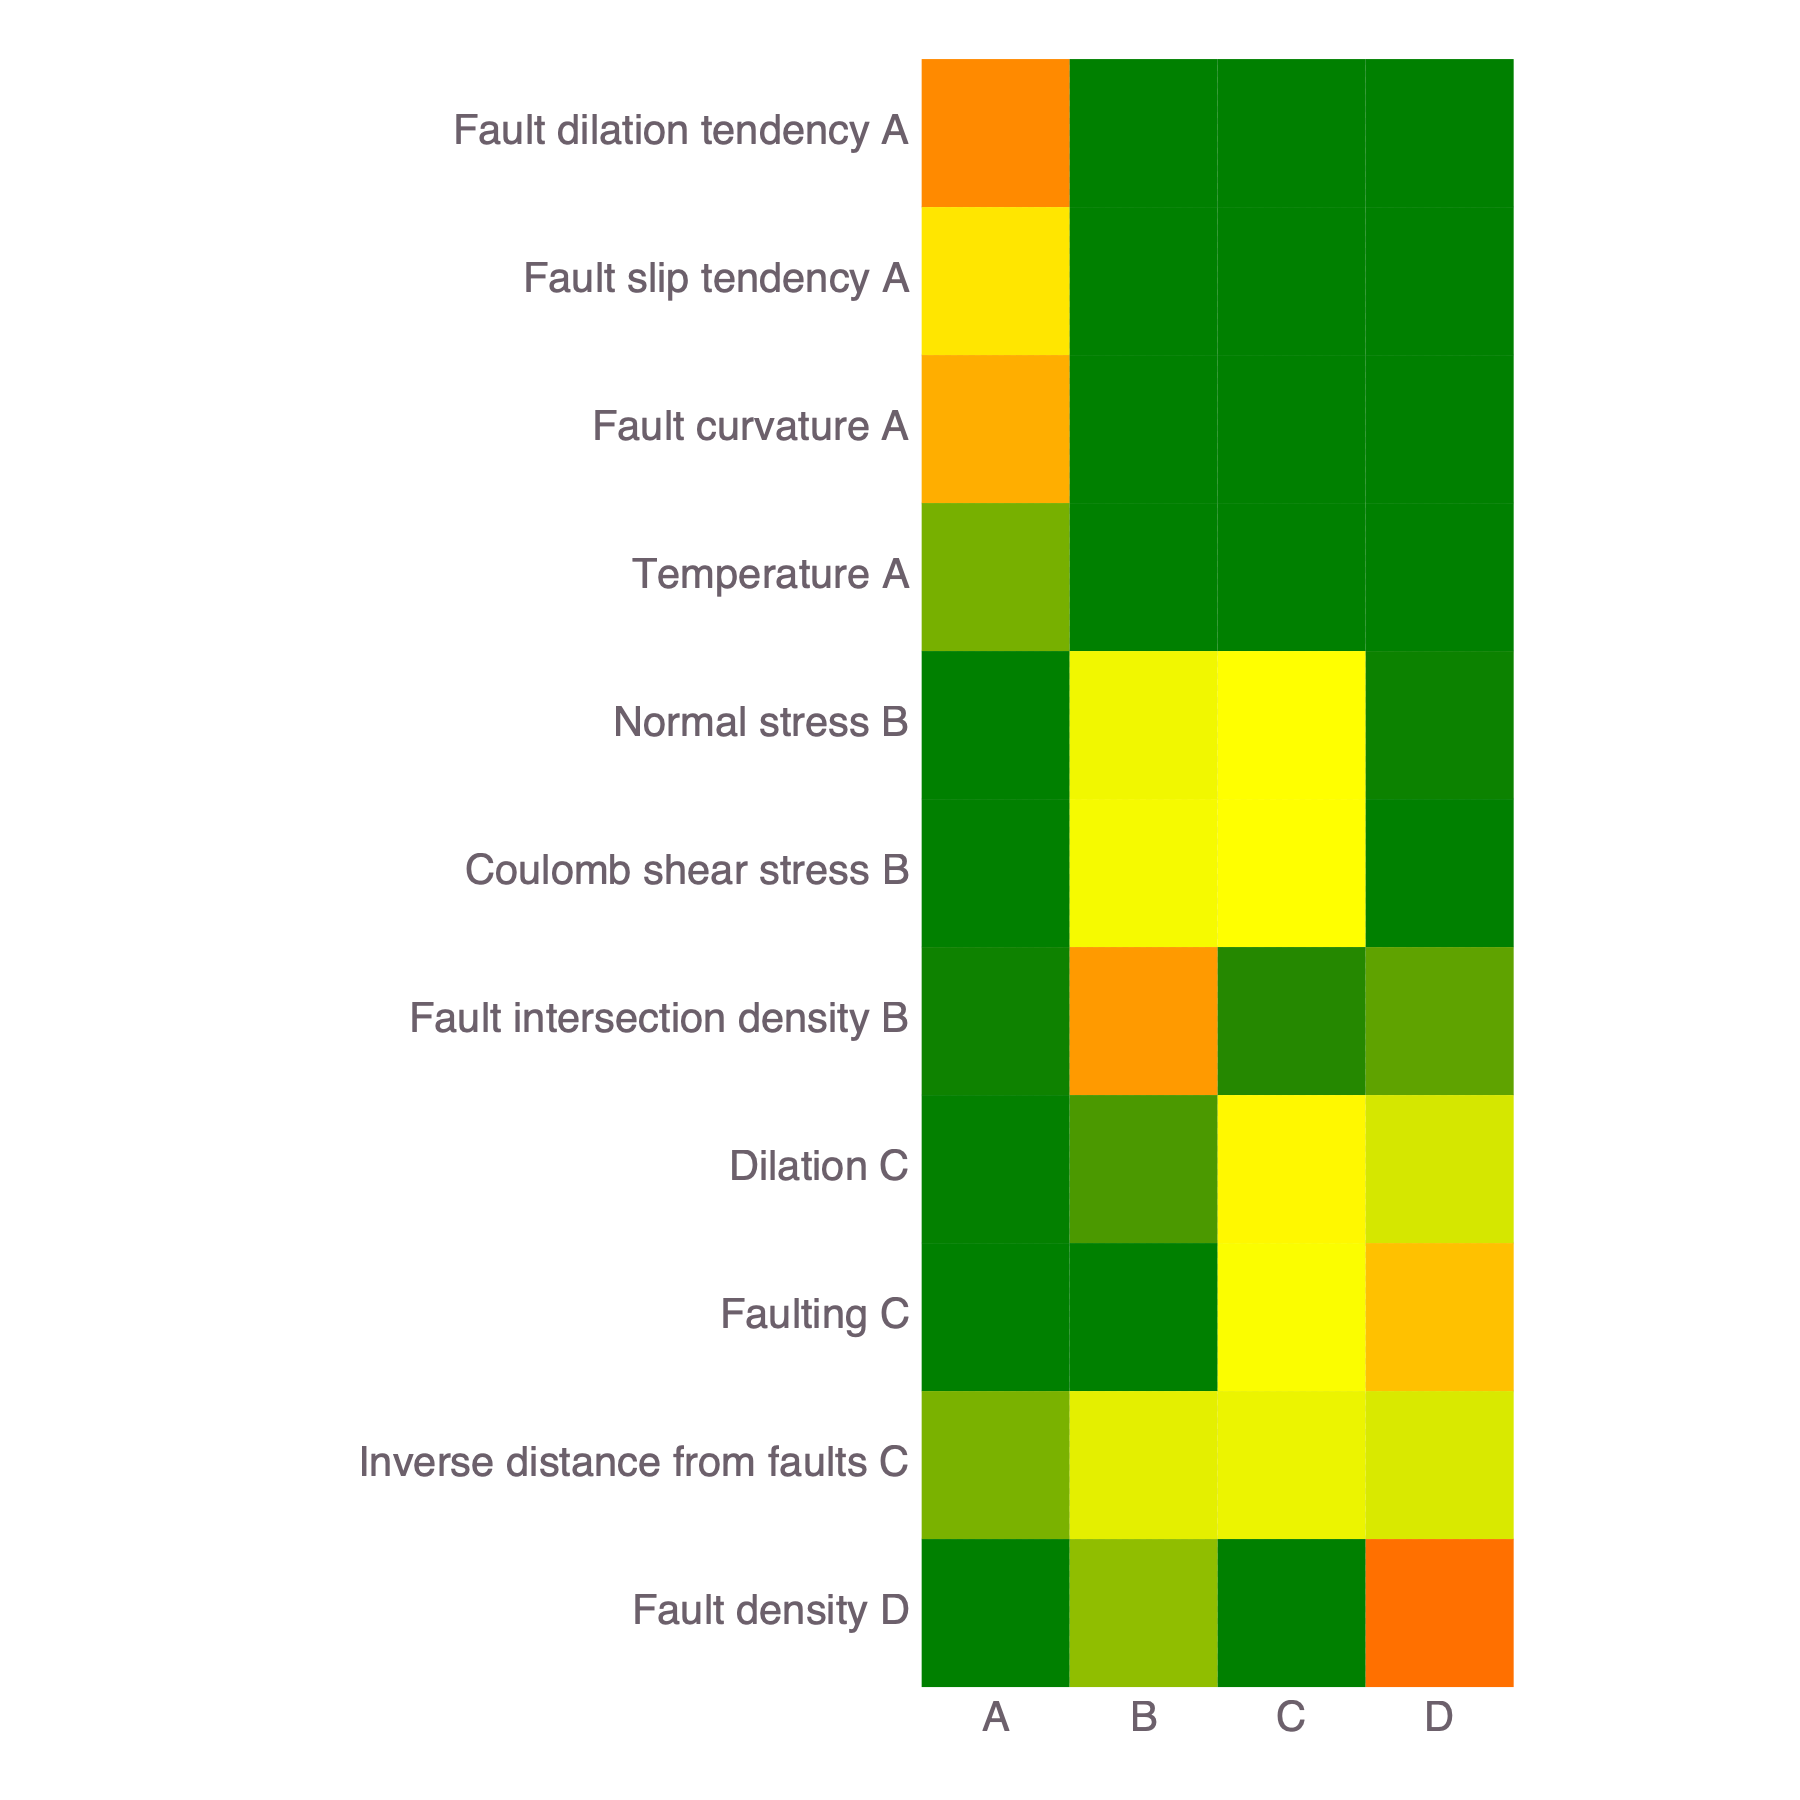 Fault dilation tendency A
Fault slip tendency A
Fault curvature A
Temperature A
Normal stress B
Coulomb shear stress B
Fault intersection density B
Dilation C
Faulting C
Inverse distance from faults C
Fault density D
A B C D